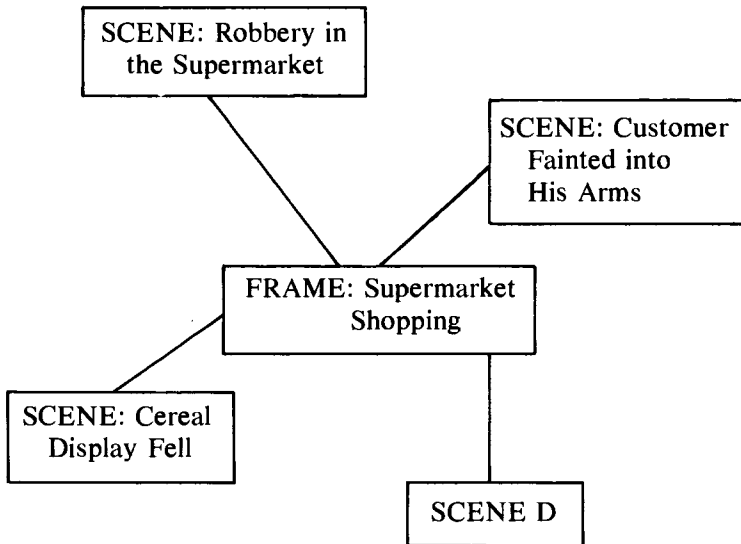 SCENE: Robbery in
the Supermarket
SCENE: Customer
Fainted into
His Arms
FRAME: Supermarket
Shopping
SCENE: Cereal
Display Fell
SCENE D